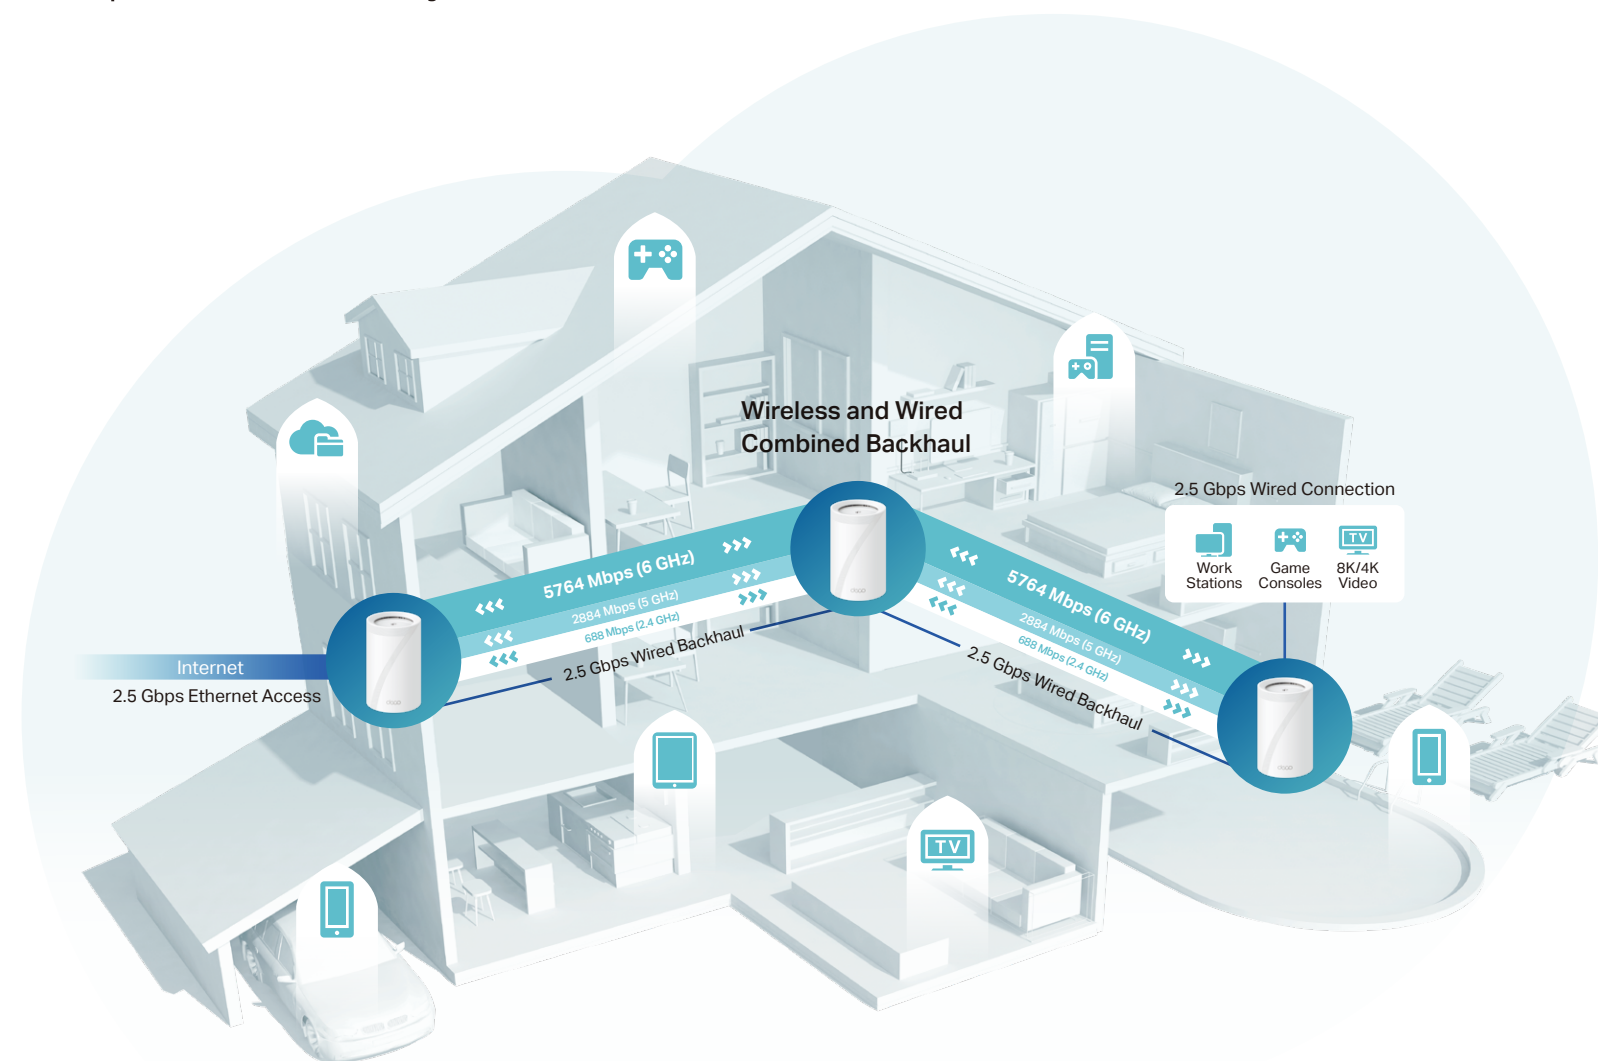 Wireless and Wired
Combined Backhaul
2.5 Gbps Wired Connection
Work
Stations
Game
Consoles
TV
8K/4K
Video
5764 Mbps (6 GHz)
2884 Mbps (5 GHz)
688 Mbps (2.4 GHz)
2.5 Gbps Wired Backhaul
5764 Mbps (6 GHz)
2884 Mbps (5 GHz)
688 Mbps (2.4 GHz)
2.5 Gbps Wired Backhaul
Internet
2.5 Gbps Ethernet Access
deco
deco
deco
TV